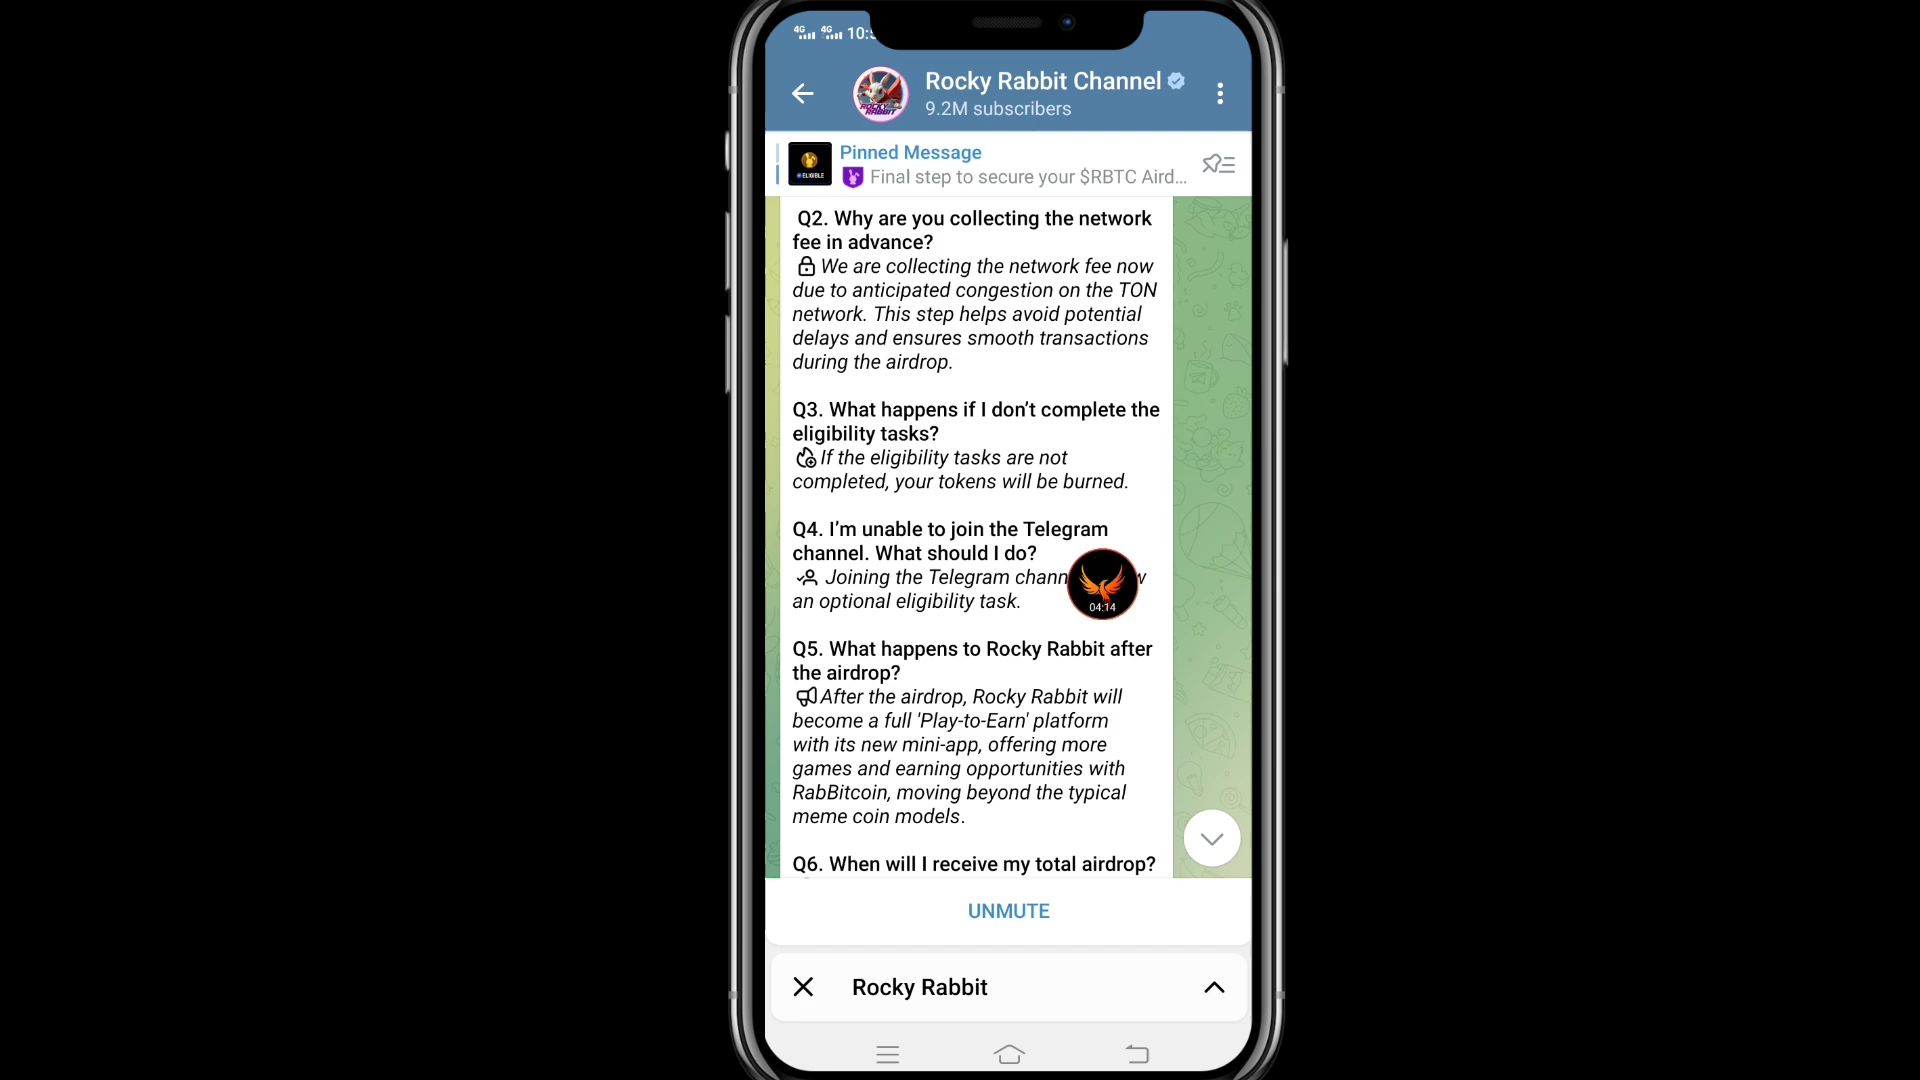 4G 4G 10:5
Rocky Rabbit Channel
9.2M subscribers
ELIGIBLE
Pinned Message
Final step to secure your $RBTC Aird...
Q2. Why are you collecting the network
fee in advance?
We are collecting the network fee now
due to anticipated congestion on the TON
network. This step helps avoid potential
delays and ensures smooth transactions
during the airdrop.
Q3. What happens if I don’t complete the
eligibility tasks?
If the eligibility tasks are not
completed, your tokens will be burned.
Q4. I’m unable to join the Telegram
channel. What should I do?
Joining the Telegram
an optional eligibility task.
04:14
Q5. What happens to Rocky Rabbit after
the airdrop?
After the airdrop, Rocky Rabbit will
become a full 'Play-to-Earn' platform
with its new mini-app, offering more
games and earning opportunities with
RabBitcoin, moving beyond the typical
meme coin models.
Q6. When will I receive my total airdrop?
UNMUTE
Rocky Rabbit